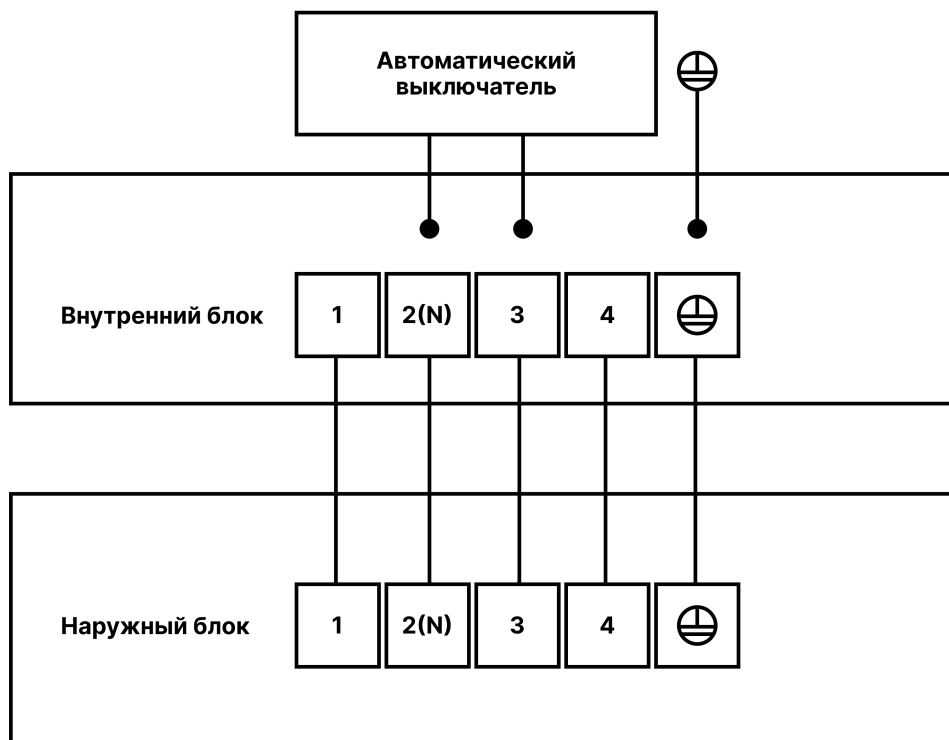 Автоматический
выключатель
Внутренний блок 1 2(N) 3 4
Наружный блок 1 2(N) 3 4